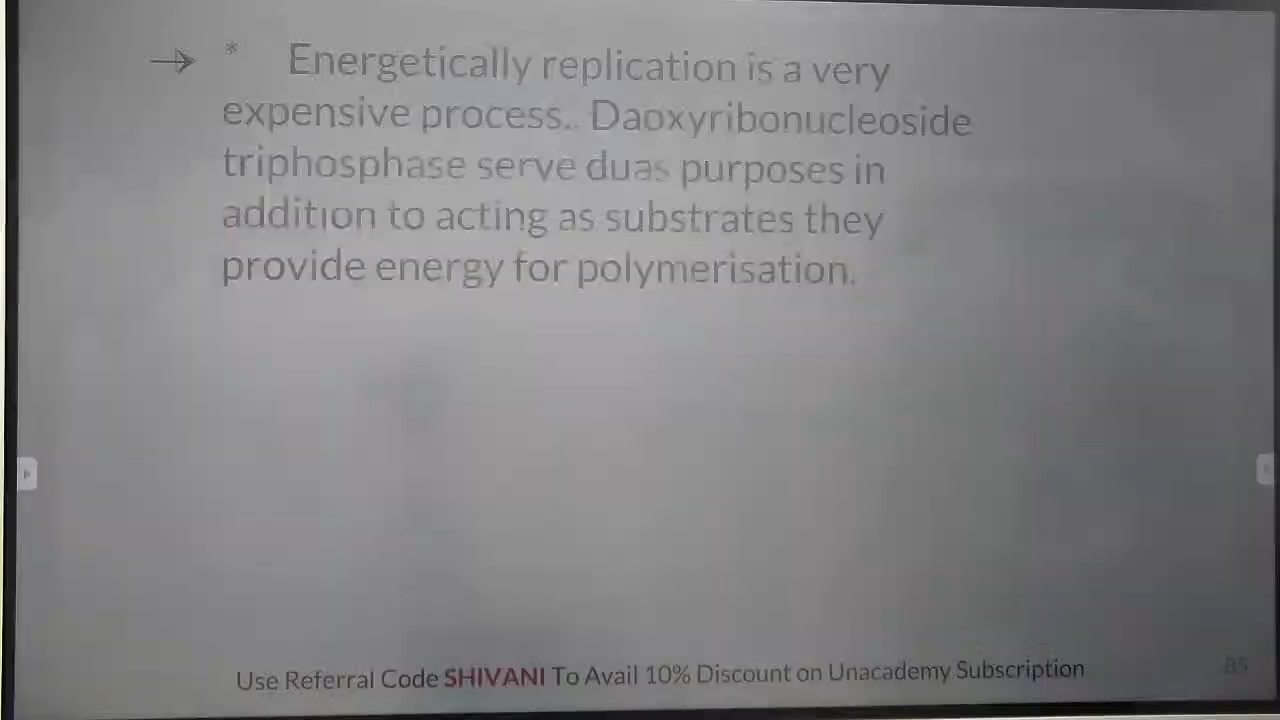 → * Energetically replication is a very
expensive process.. Daoxyribonucleoside
triphosphase serve duas purposes in
addition to acting as substrates they
provide energy for polymerisation.
Use Referral Code SHIVANI To Avail 10% Discount on Unacademy Subscription
85